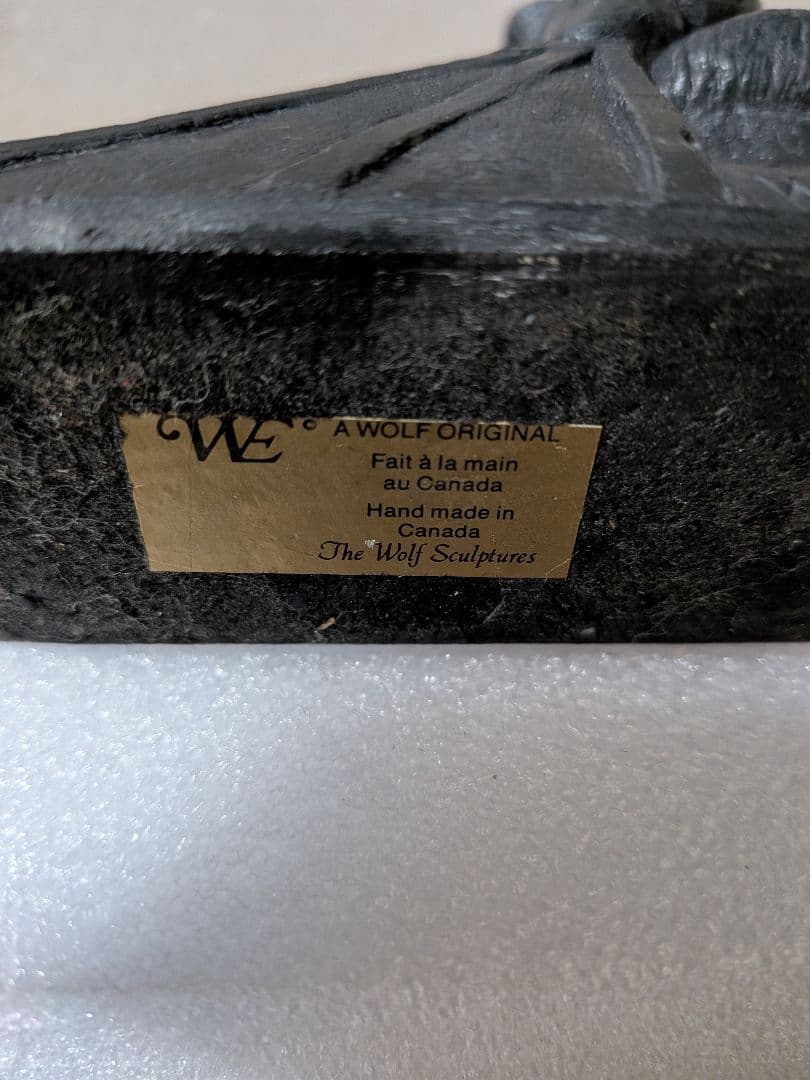 WE © A WOLF ORIGINAL
Fait à la main
au Canada
Hand made in
Canada
The Wolf Sculptures